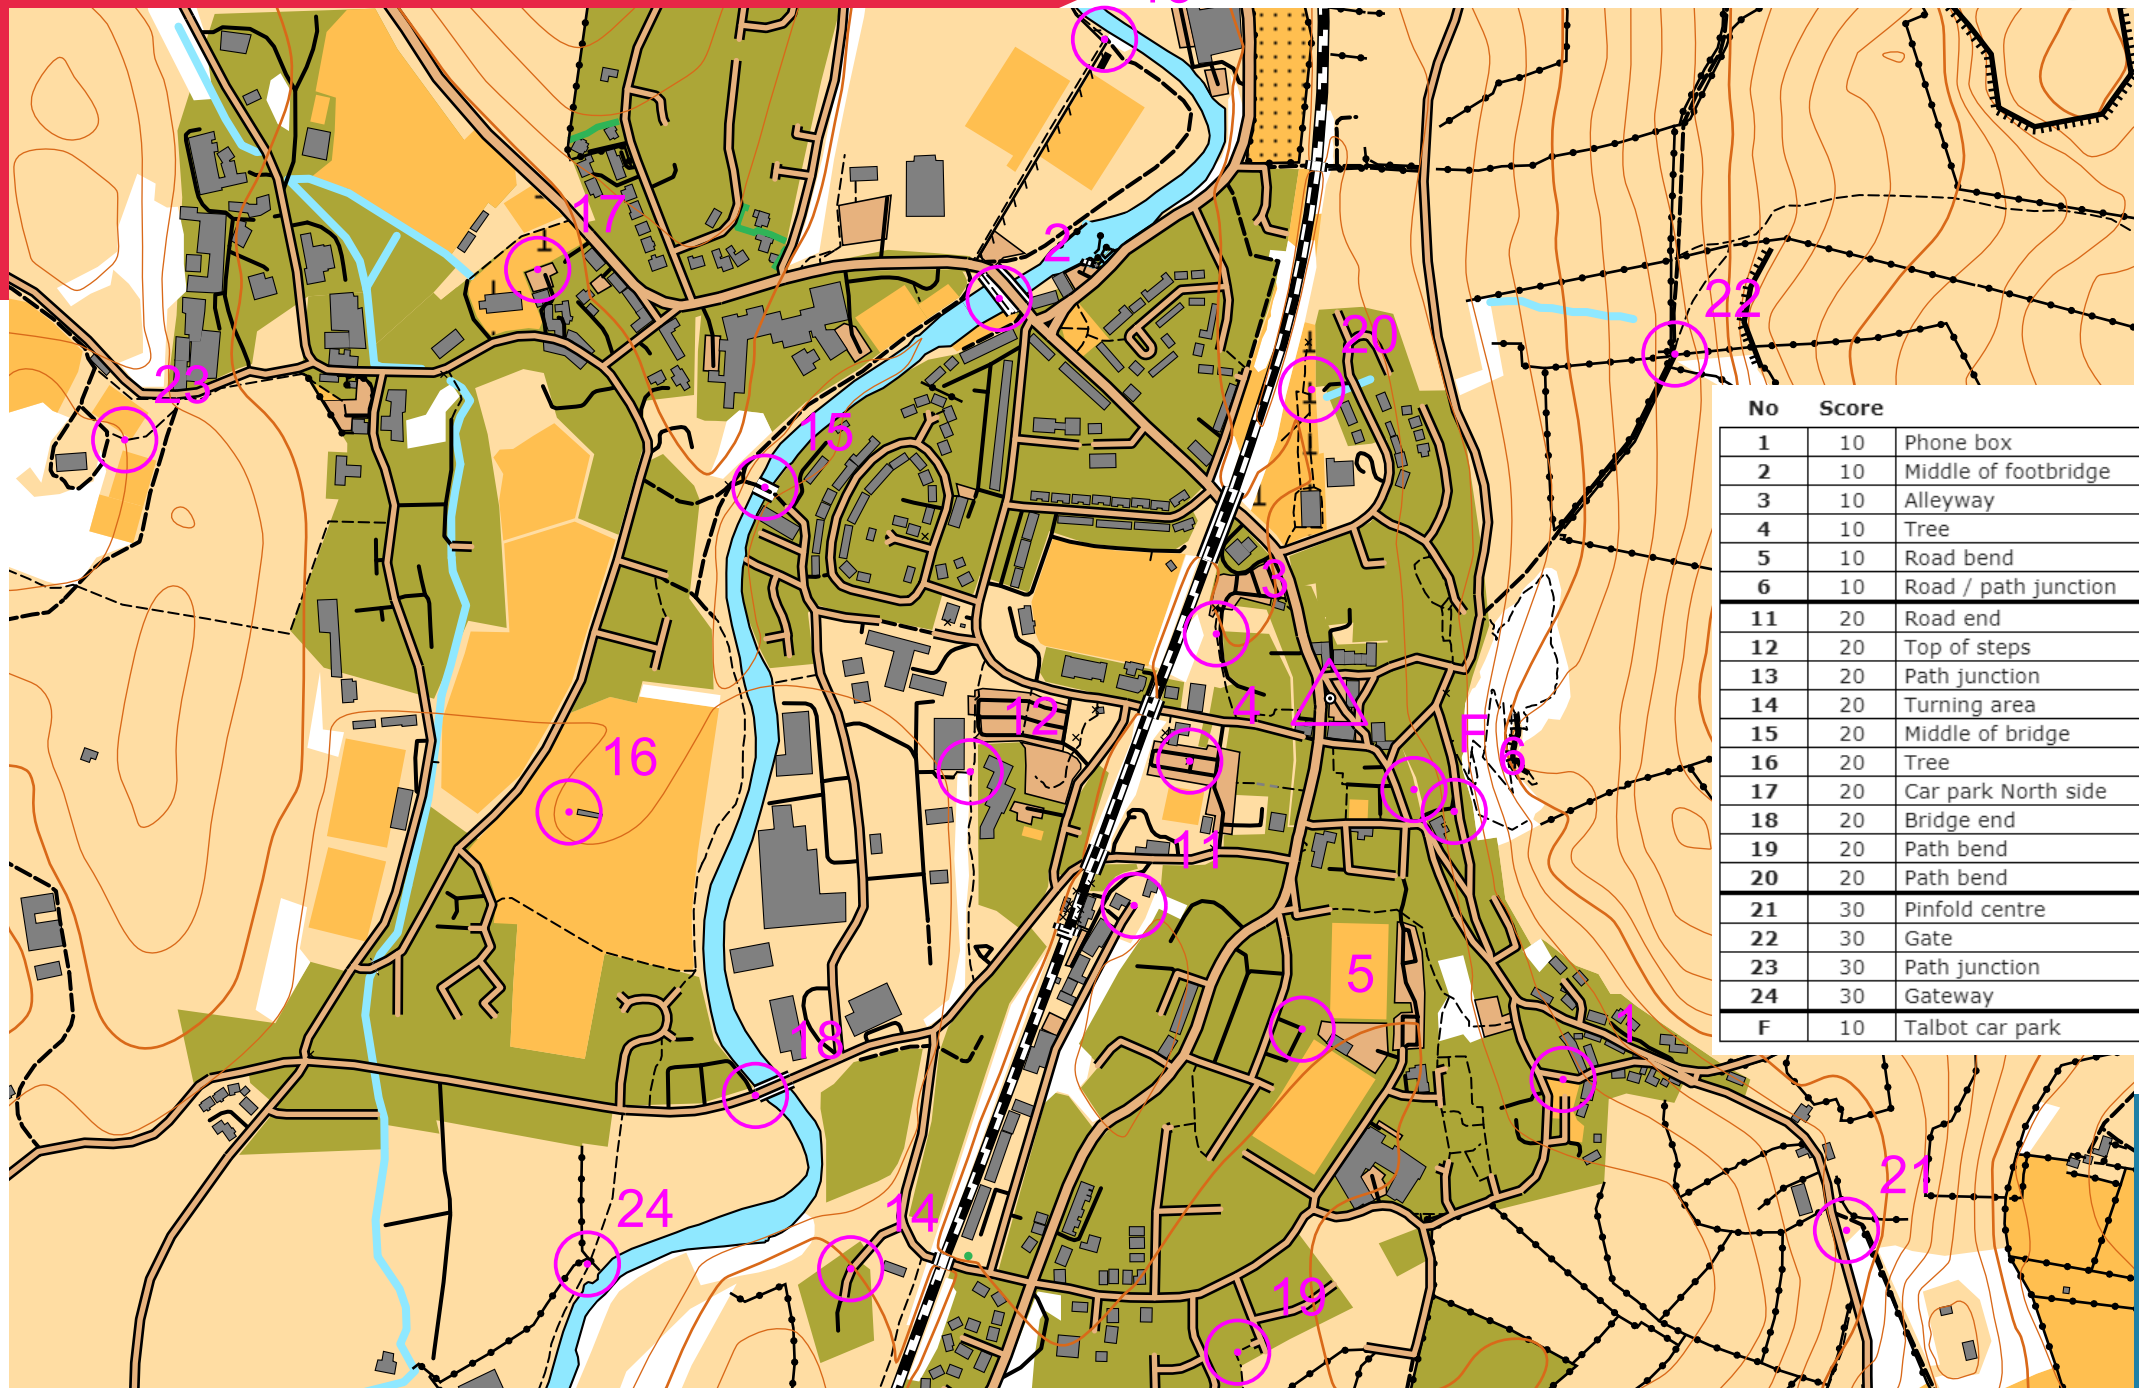 17
2
22
20
23
15
3
12
4
F
6
16
11
5
18
1
21
24
14
19
No Score
1 10 Phone box
2 10 Middle of footbridge
3 10 Alleyway
4 10 Tree
5 10 Road bend
6 10 Road / path junction
11 20 Road end
12 20 Top of steps
13 20 Path junction
14 20 Turning area
15 20 Middle of bridge
16 20 Tree
17 20 Car park North side
18 20 Bridge end
19 20 Path bend
20 20 Path bend
21 30 Pinfold centre
22 30 Gate
23 30 Path junction
24 30 Gateway
F 10 Talbot car park